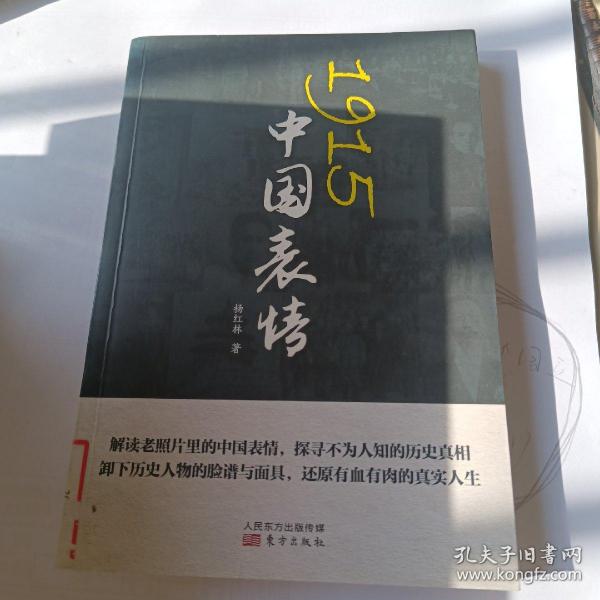 1915
中国表情
杨红林 著
解读老照片里的中国表情，探寻不为人知的历史真相
卸下历史人物的脸谱与面具，还原有血有肉的真实人生
人民东方出版传媒
东方出版社
孔夫子旧书网
www.kongfz.com